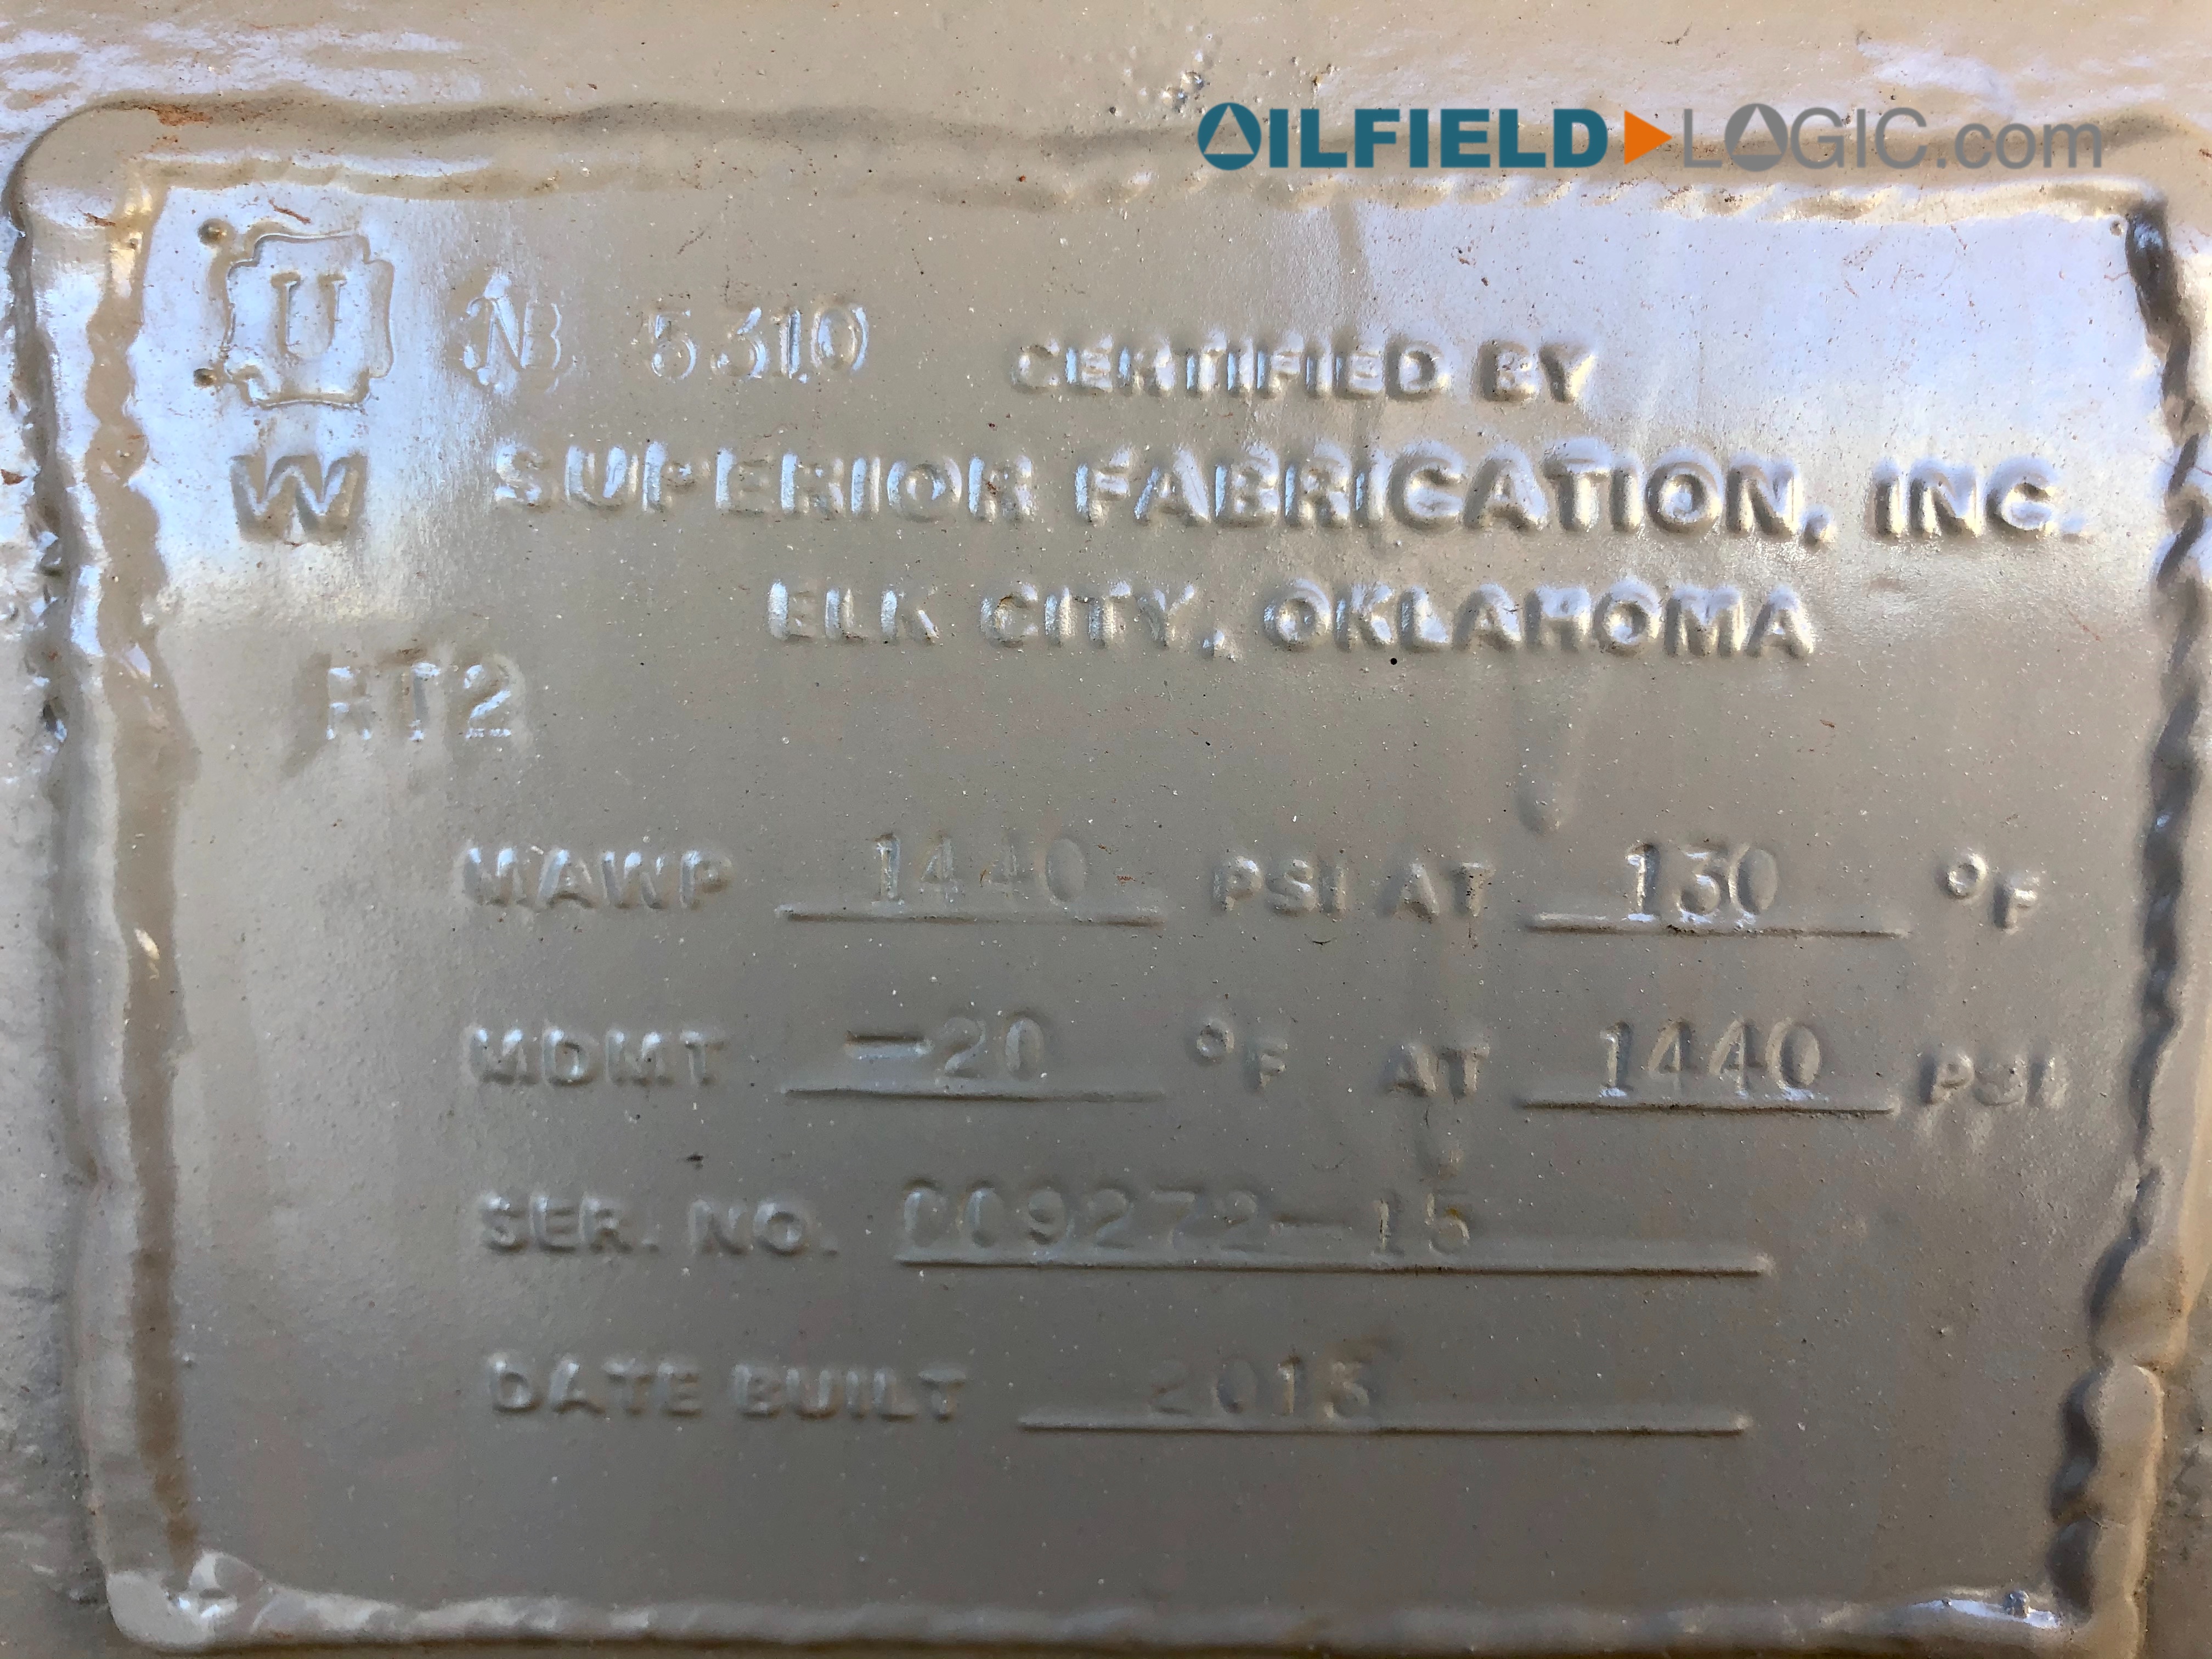 OILFIELD LOGIC.com
U NB 5310 CERTIFIED BY
W SUPERIOR FABRICATION, INC.
ELK CITY, OKLAHOMA
RT2
MAWP 1440 PSI AT 130 °F
MDMT -20 °F AT 1440 PSI
SER. NO. 009272-15
DATE BUILT 2015